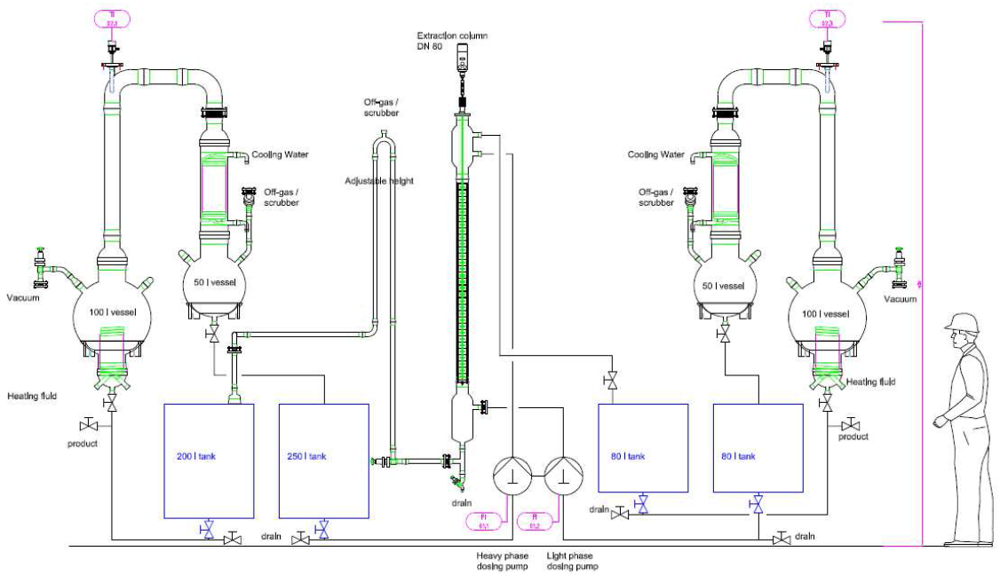 TI
02,1
Extraction column
DN 80
TI
02,3
Off-gas /
scrubber
Cooling Water
Adjustable height
Off-gas /
scrubber
Cooling Water
Off-gas /
scrubber
Vacuum
100 l vessel
50 l vessel
50 l vessel
100 l vessel
Vacuum
Heating fluid
Heating fluid
product
200 l tank
250 l tank
80 l tank
80 l tank
product
drain
drain
drain
drain
FI
01,1
FI
01,2
Heavy phase
dosing pump
Light phase
dosing pump